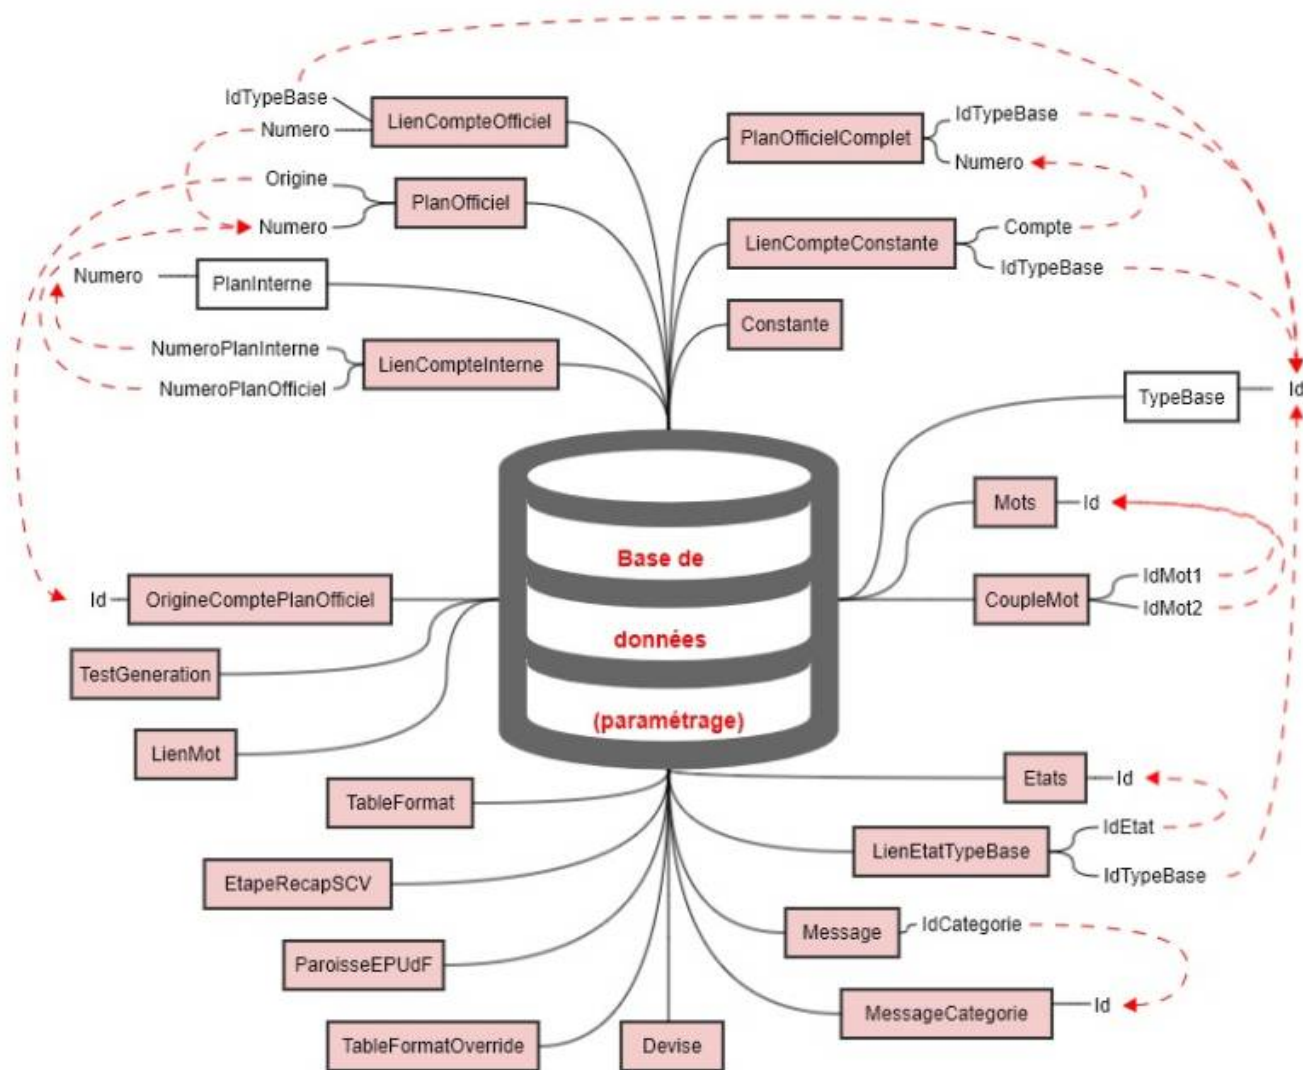 IdTypeBase
Numero
LienCompteOfficiel
Origine
Numero
PlanOfficiel
Numero
PlanInterne
NumeroPlanInterne
NumeroPlanOfficiel
LienCompteInterne
PlanOfficielComplet
IdTypeBase
Numero
LienCompteConstante
Compte
IdTypeBase
Constante
TypeBase
Id
Mots
Id
CoupleMot
IdMot1
IdMot2
Base de
données
(paramétrage)
Id
OrigineComptePlanOfficiel
TestGeneration
LienMot
TableFormat
EtapeRecapSCV
ParoisseEPUdF
TableFormatOverride
Devise
Etats
Id
LienEtatTypeBase
IdEtat
IdTypeBase
Message
IdCategorie
MessageCategorie
Id